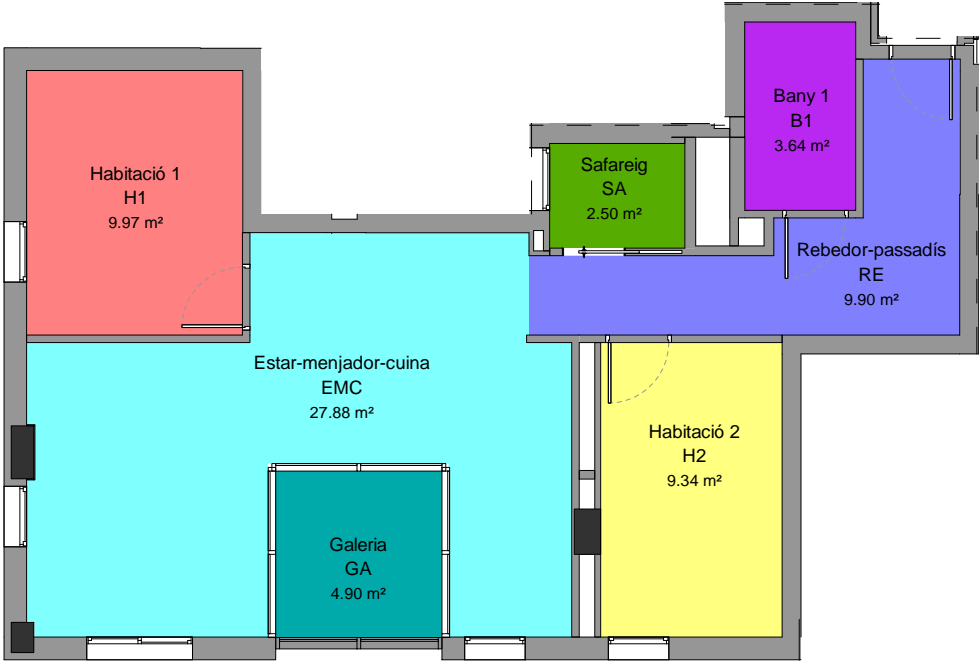 Bany 1
B1
3.64 m²
Habitació 1
H1
9.97 m²
Safareig
SA
2.50 m²
Rebedor-passadís
RE
9.90 m²
Estar-menjador-cuina
EMC
27.88 m²
Habitació 2
H2
9.34 m²
Galeria
GA
4.90 m²